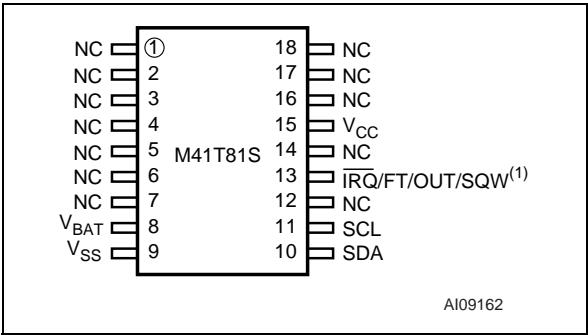 NC 1 18 NC
NC 2 17 NC
NC 3 16 NC
NC 4 15 VCC
NC 5 M41T81S 14 NC
NC 6 13 IRQ/FT/OUT/SQW(1)
NC 7 12 NC
VBAT 8 11 SCL
VSS 9 10 SDA
AI09162